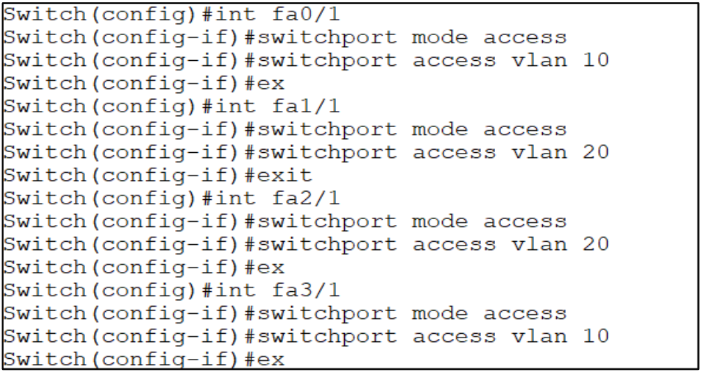 Switch(config)#int fa0/1
Switch(config-if)#switchport mode access
Switch(config-if)#switchport access vlan 10
Switch(config-if)#ex
Switch(config)#int fa1/1
Switch(config-if)#switchport mode access
Switch(config-if)#switchport access vlan 20
Switch(config-if)#exit
Switch(config)#int fa2/1
Switch(config-if)#switchport mode access
Switch(config-if)#switchport access vlan 20
Switch(config-if)#ex
Switch(config)#int fa3/1
Switch(config-if)#switchport mode access
Switch(config-if)#switchport access vlan 10
Switch(config-if)#ex